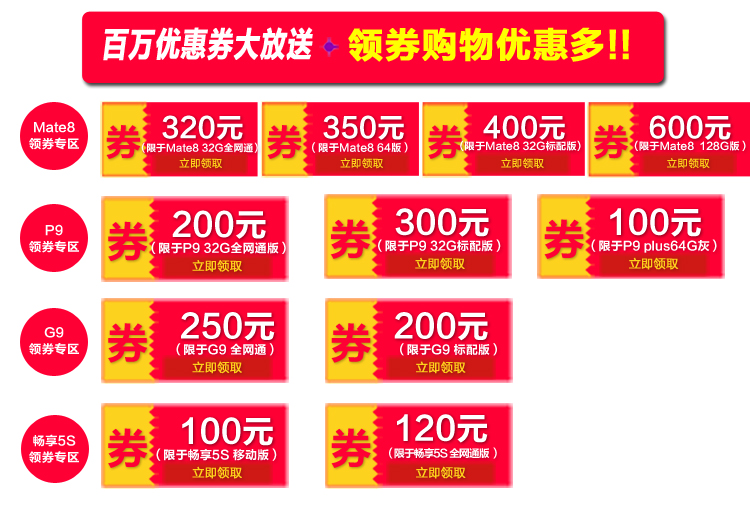 百万优惠券大放送 领券购物优惠多!!
Mate8
领券专区
券
320元
(限于Mate8 32G全网通)
立即领取
券
350元
(限于Mate8 64版)
立即领取
券
400元
(限于Mate8 32G标配版)
立即领取
券
600元
(限于Mate8 128G版)
立即领取
P9
领券专区
券
200元
(限于P9 32G全网通版)
立即领取
券
300元
(限于P9 32G标配版)
立即领取
券
100元
(限于P9 plus64G灰)
立即领取
G9
领券专区
券
250元
(限于G9 全网通)
立即领取
券
200元
(限于G9 标配版)
立即领取
畅享5S
领券专区
券
100元
(限于畅享5S 移动版)
立即领取
券
120元
(限于畅享5S 全网通版)
立即领取